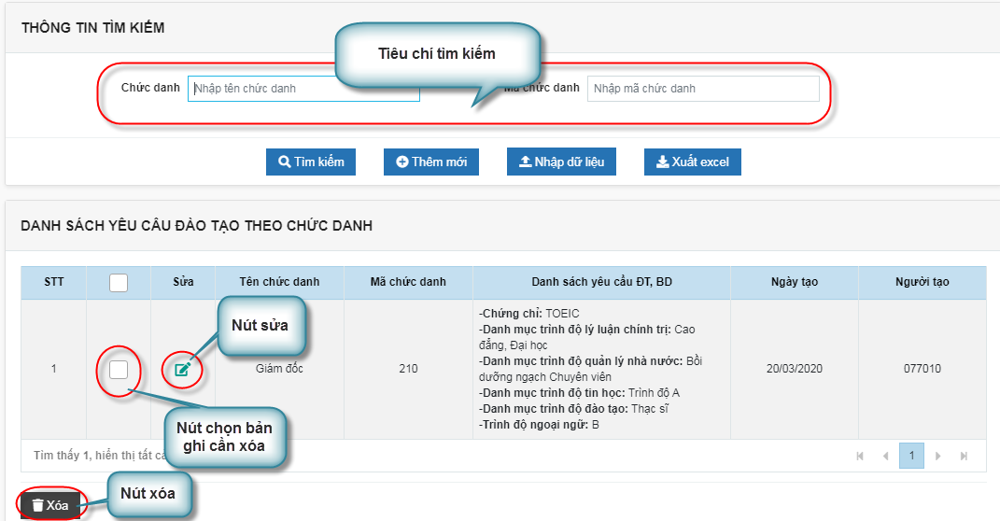 THÔNG TIN TÌM KIẾM
Tiêu chí tìm kiếm
Chức danh Nhập tên chức danh Mã chức danh Nhập mã chức danh
Tìm kiếm Thêm mới Nhập dữ liệu Xuất excel
DANH SÁCH YÊU CẦU ĐÀO TẠO THEO CHỨC DANH
STT Sửa Tên chức danh Mã chức danh Danh sách yêu cầu ĐT, BD Ngày tạo Người tạo
Nút sửa
1 Giám đốc 210 20/03/2020 077010
-Chứng chỉ: TOEIC
-Danh mục trình độ lý luận chính trị: Cao
đẳng, Đại học
-Danh mục trình độ quản lý nhà nước: Bồi
dưỡng ngạch Chuyên viên
-Danh mục trình độ tin học: Trình độ A
-Danh mục trình độ đào tạo: Thạc sĩ
-Trình độ ngoại ngữ: B
Nút chọn bản
ghi cần xóa
Tìm thấy 1, hiển thị tất 1
Nút xóa
Xóa